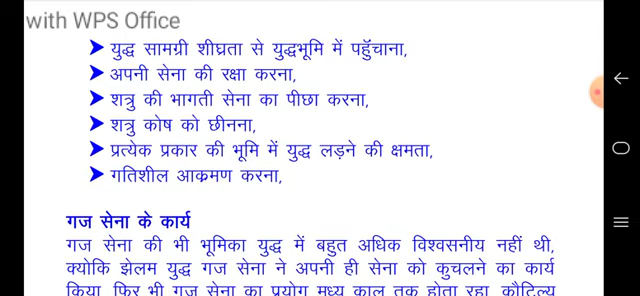 with WPS Office
➤ युद्ध सामग्री शीघ्रता से युद्धभूमि में पहुँचाना,
➤ अपनी सेना की रक्षा करना,
➤ शत्रु की भागती सेना का पीछा करना,
➤ शत्रु कोष को छीनना,
➤ प्रत्येक प्रकार की भूमि में युद्ध लड़ने की क्षमता,
➤ गतिशील आक्रमण करना,
गज सेना के कार्य
गज सेना की भी भूमिका युद्ध में बहुत अधिक विश्वसनीय नहीं थी,
क्योकि झेलम युद्ध गज सेना ने अपनी ही सेना को कुचलने का कार्य
किया, फिर भी गज सेना का प्रयोग मध्य काल तक होता रहा, कौटिल्य